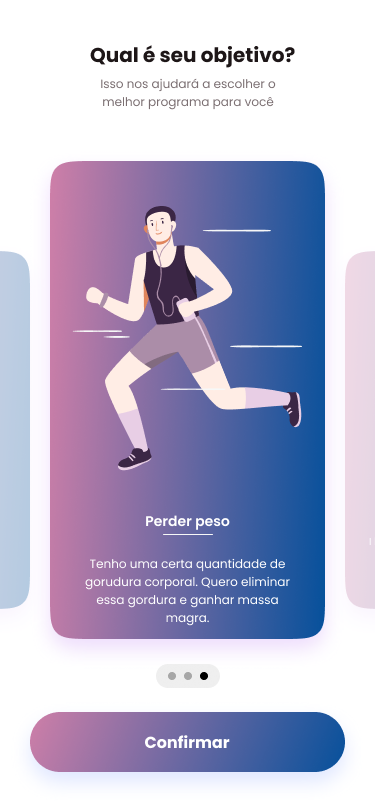 Qual é seu objetivo?
Isso nos ajudará a escolher o
melhor programa para você
Perder peso
Tenho uma certa quantidade de
gorudura corporal. Quero eliminar
essa gordura e ganhar massa
magra.
Confirmar